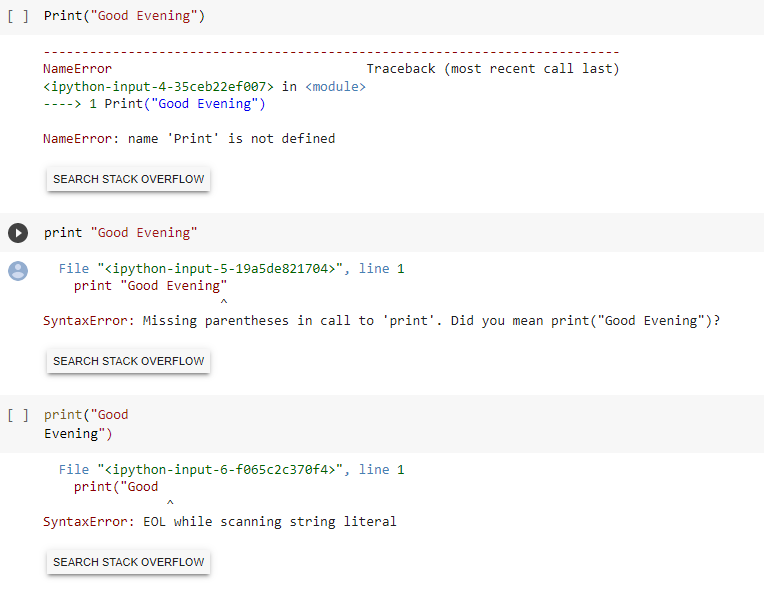 [ ] Print("Good Evening")
---------------------------------------------------------------------------
NameError                                 Traceback (most recent call last)
<ipython-input-4-35ceb22ef007> in <module>
----> 1 Print("Good Evening")
NameError: name 'Print' is not defined
SEARCH STACK OVERFLOW
print "Good Evening"
File "<ipython-input-5-19a5de821704>", line 1
print "Good Evening"
^
SyntaxError: Missing parentheses in call to 'print'. Did you mean print("Good Evening")?
SEARCH STACK OVERFLOW
[ ] print("Good
Evening")
File "<ipython-input-6-f065c2c370f4>", line 1
print("Good
^
SyntaxError: EOL while scanning string literal
SEARCH STACK OVERFLOW